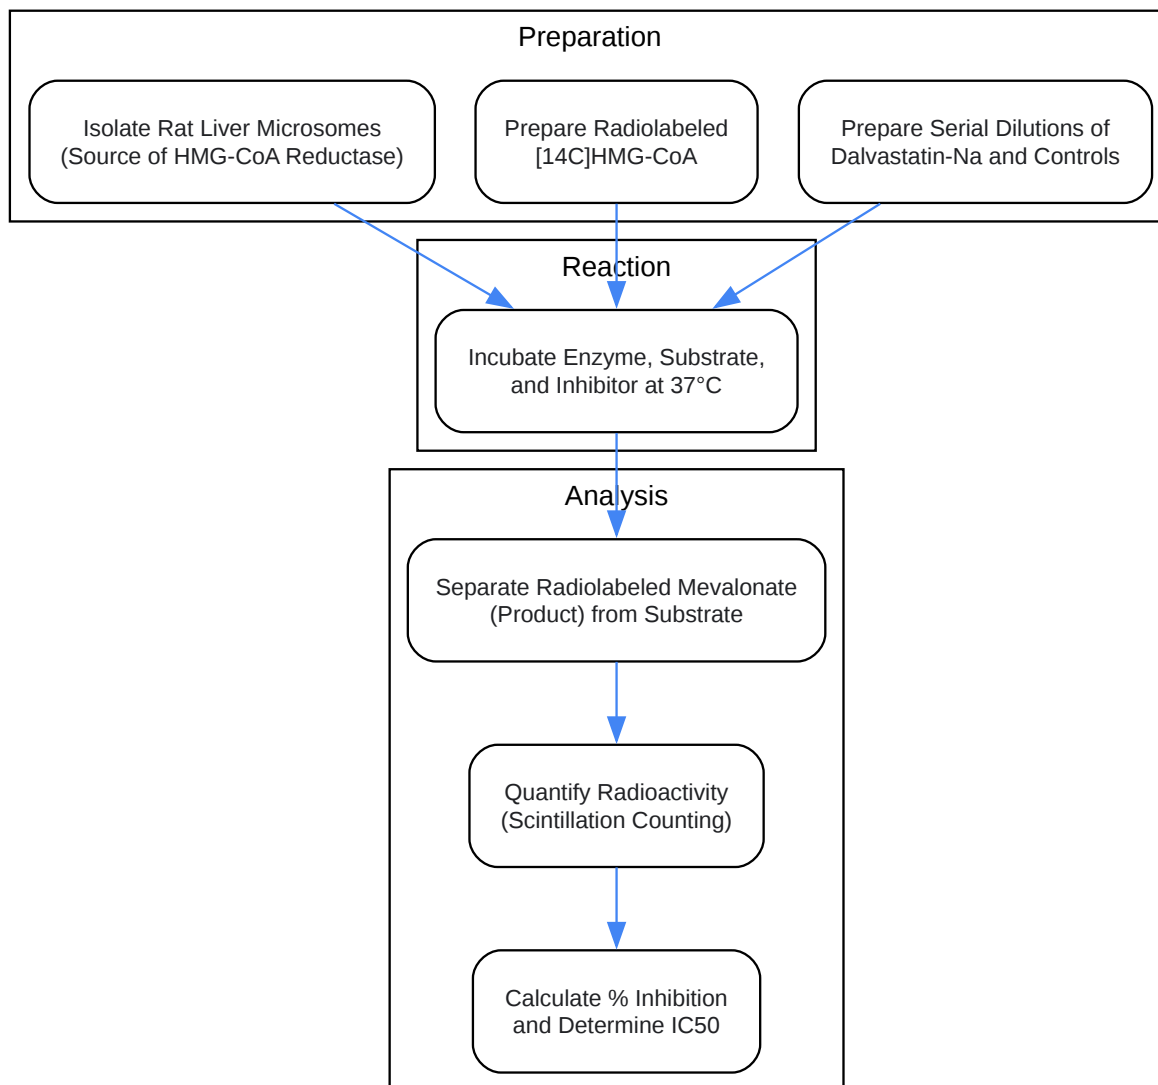 Preparation
Isolate Rat Liver Microsomes
(Source of HMG-CoA Reductase)
Prepare Radiolabeled
[14C]HMG-CoA
Prepare Serial Dilutions of
Dalvastatin-Na and Controls
Reaction
Incubate Enzyme, Substrate,
and Inhibitor at 37°C
Analysis
Separate Radiolabeled Mevalonate
(Product) from Substrate
Quantify Radioactivity
(Scintillation Counting)
Calculate % Inhibition
and Determine IC50